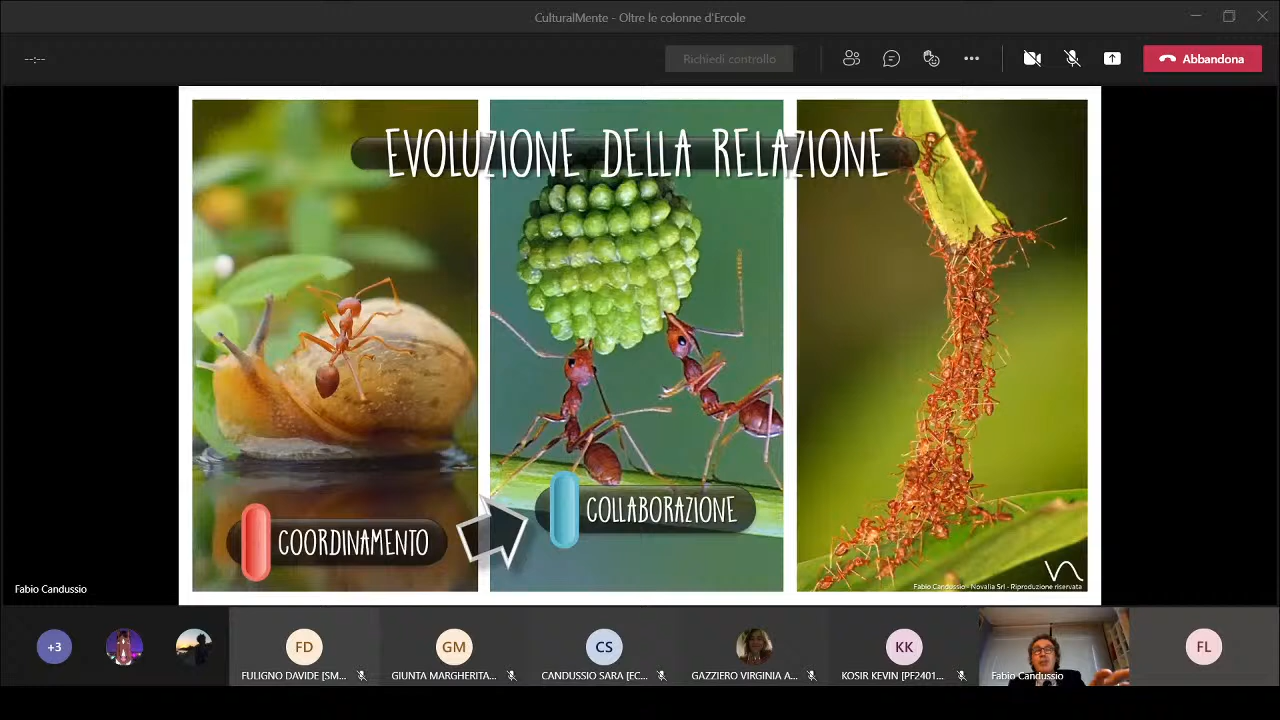 CulturalMente - Oltre le colonne d'Ercole
--:--
Richiedi controllo
Abbandona
EVOLUZIONE DELLA RELAZIONE
COORDINAMENTO
COLLABORAZIONE
Fabio Candussio - Novalia Srl - Riproduzione riservata
Fabio Candussio
+3
FD
GM
CS
KK
FL
FULIGNO DAVIDE [SM...
GIUNTA MARGHERITA...
CANDUSSIO SARA [EC...
GAZZIERO VIRGINIA A...
KOSIR KEVIN [PF2401...
Fabio Candussio